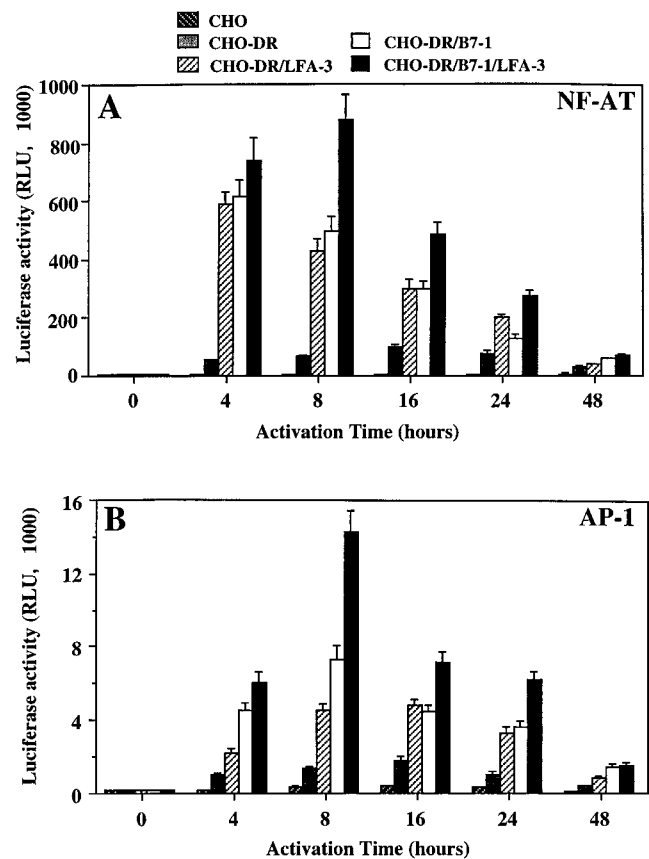 CHO
CHO-DR
CHO-DR/B7-1
CHO-DR/LFA-3
CHO-DR/B7-1/LFA-3
A
NF-AT
Luciferase activity (RLU, 1000)
1000
800
600
400
200
0
0 4 8 16 24 48
Activation Time (hours)
B
AP-1
Luciferase activity (RLU, 1000)
16
12
8
4
0
0 4 8 16 24 48
Activation Time (hours)